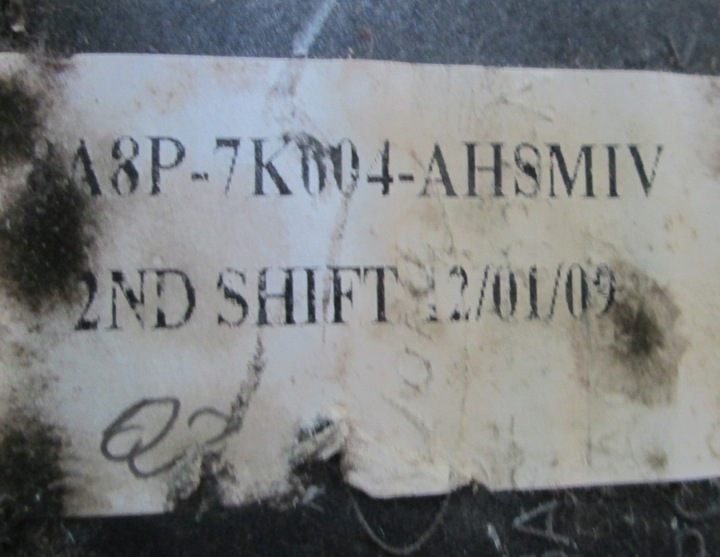 A8P-7K004-AHSMIV
2ND SHIFT 12/01/09